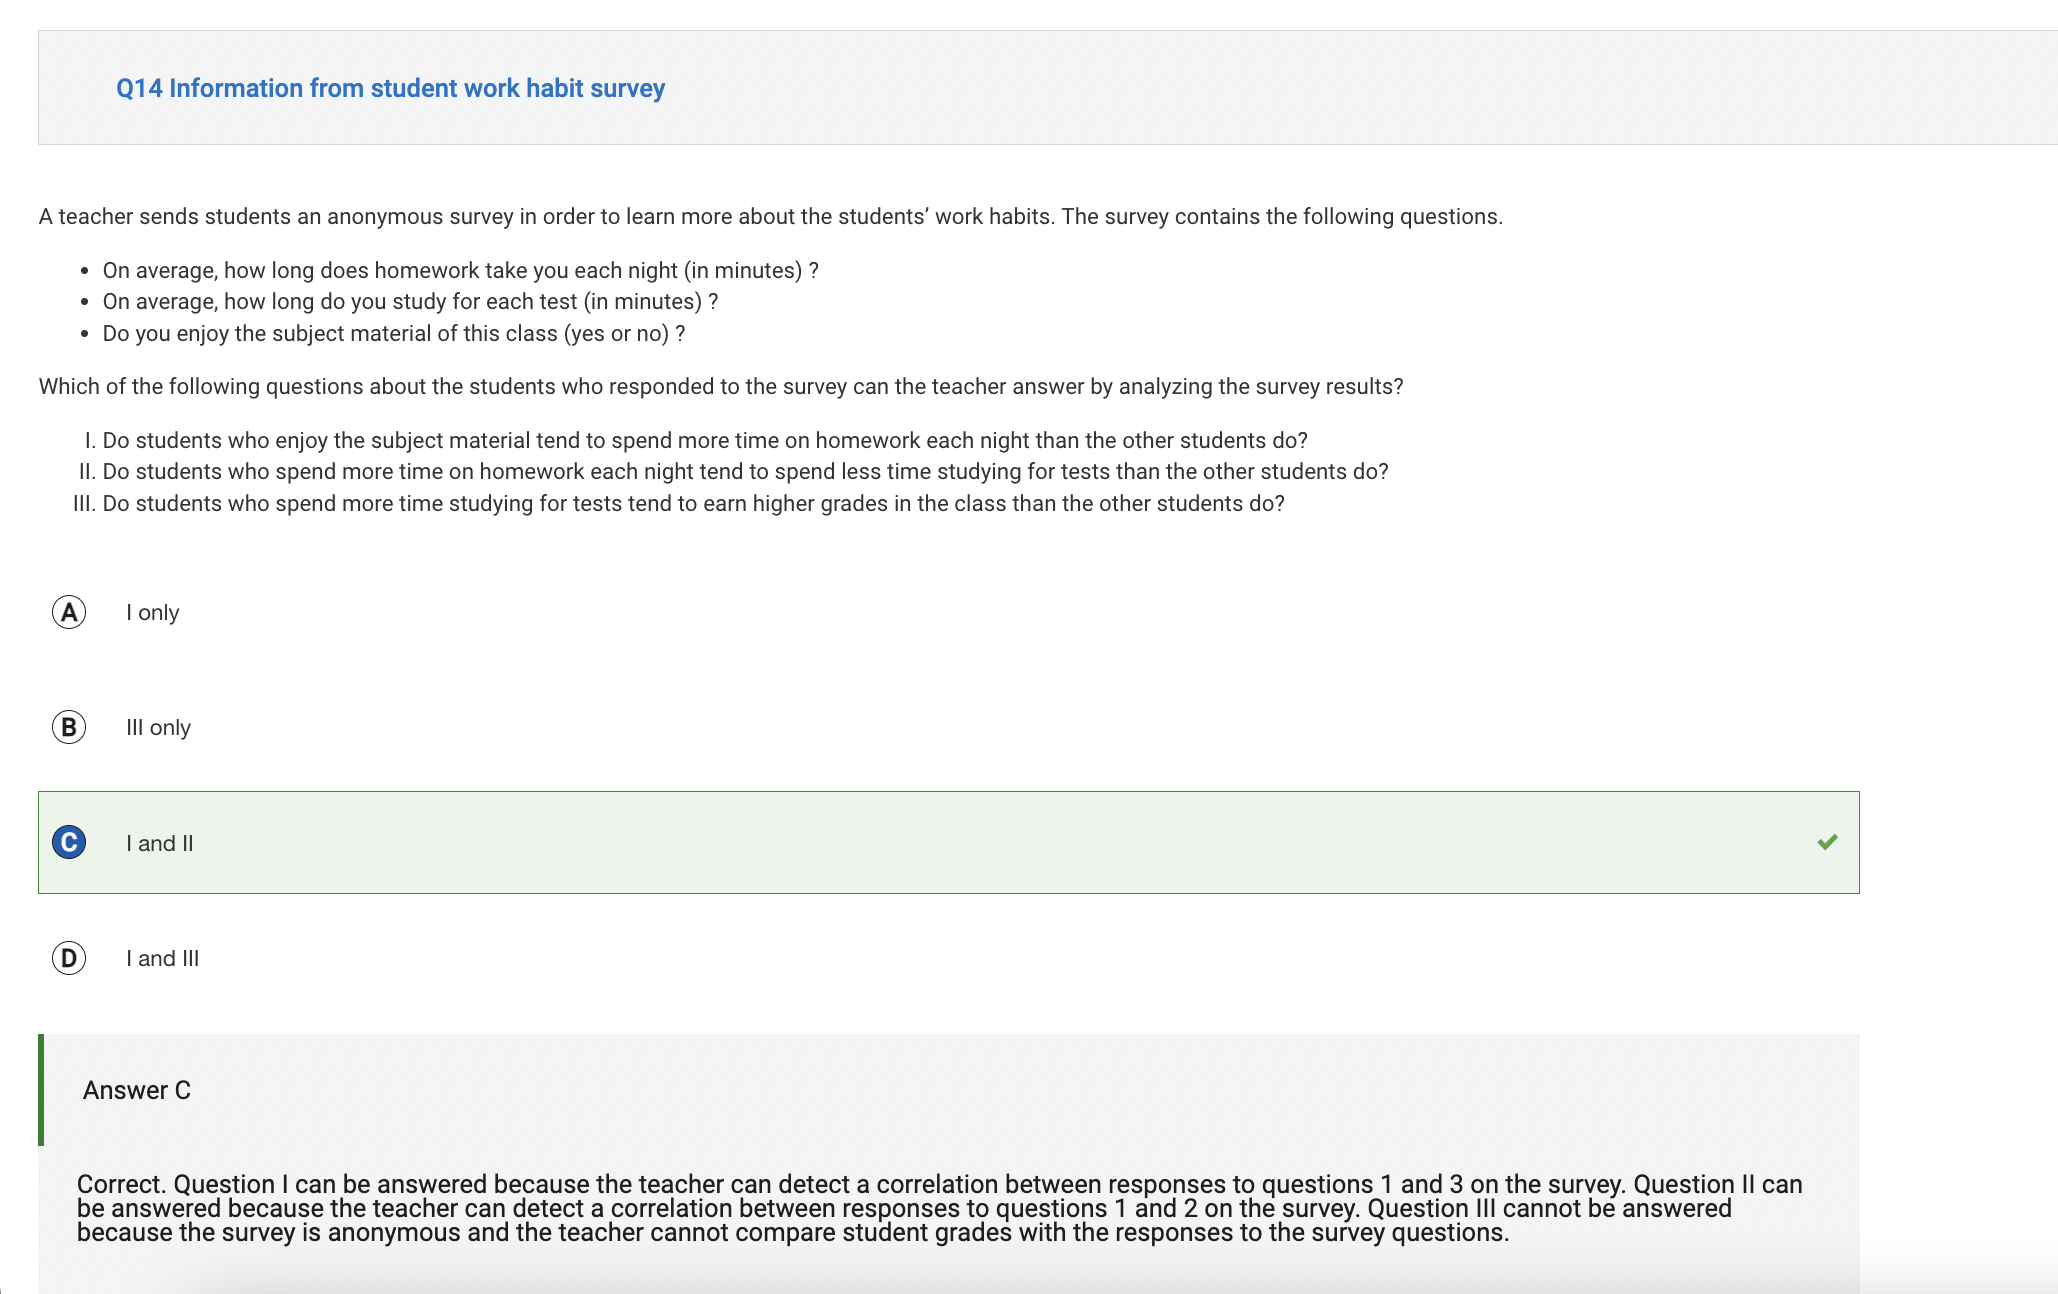 Q14 Information from student work habit survey
A teacher sends students an anonymous survey in order to learn more about the students’ work habits. The survey contains the following questions.
• On average, how long does homework take you each night (in minutes) ?
• On average, how long do you study for each test (in minutes) ?
• Do you enjoy the subject material of this class (yes or no) ?
Which of the following questions about the students who responded to the survey can the teacher answer by analyzing the survey results?
I. Do students who enjoy the subject material tend to spend more time on homework each night than the other students do?
II. Do students who spend more time on homework each night tend to spend less time studying for tests than the other students do?
III. Do students who spend more time studying for tests tend to earn higher grades in the class than the other students do?
A I only
B III only
C I and II
D I and III
Answer C
Correct. Question I can be answered because the teacher can detect a correlation between responses to questions 1 and 3 on the survey. Question II can
be answered because the teacher can detect a correlation between responses to questions 1 and 2 on the survey. Question III cannot be answered
because the survey is anonymous and the teacher cannot compare student grades with the responses to the survey questions.